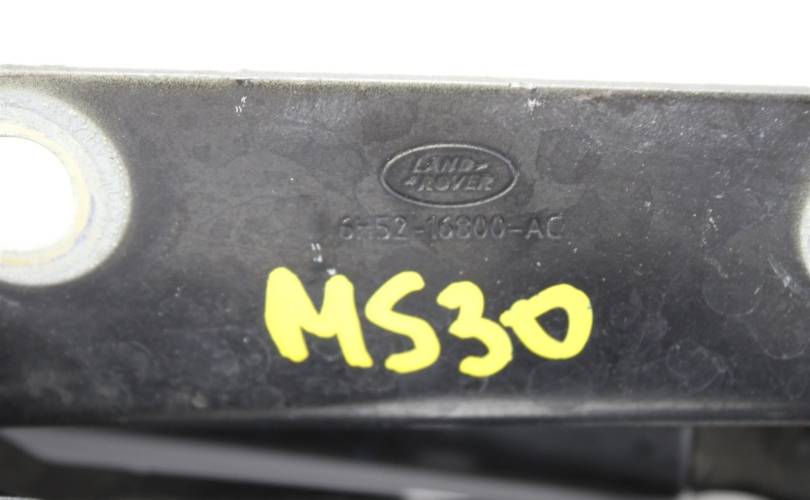 LAND
ROVER
6H52-16800-AC
MS30